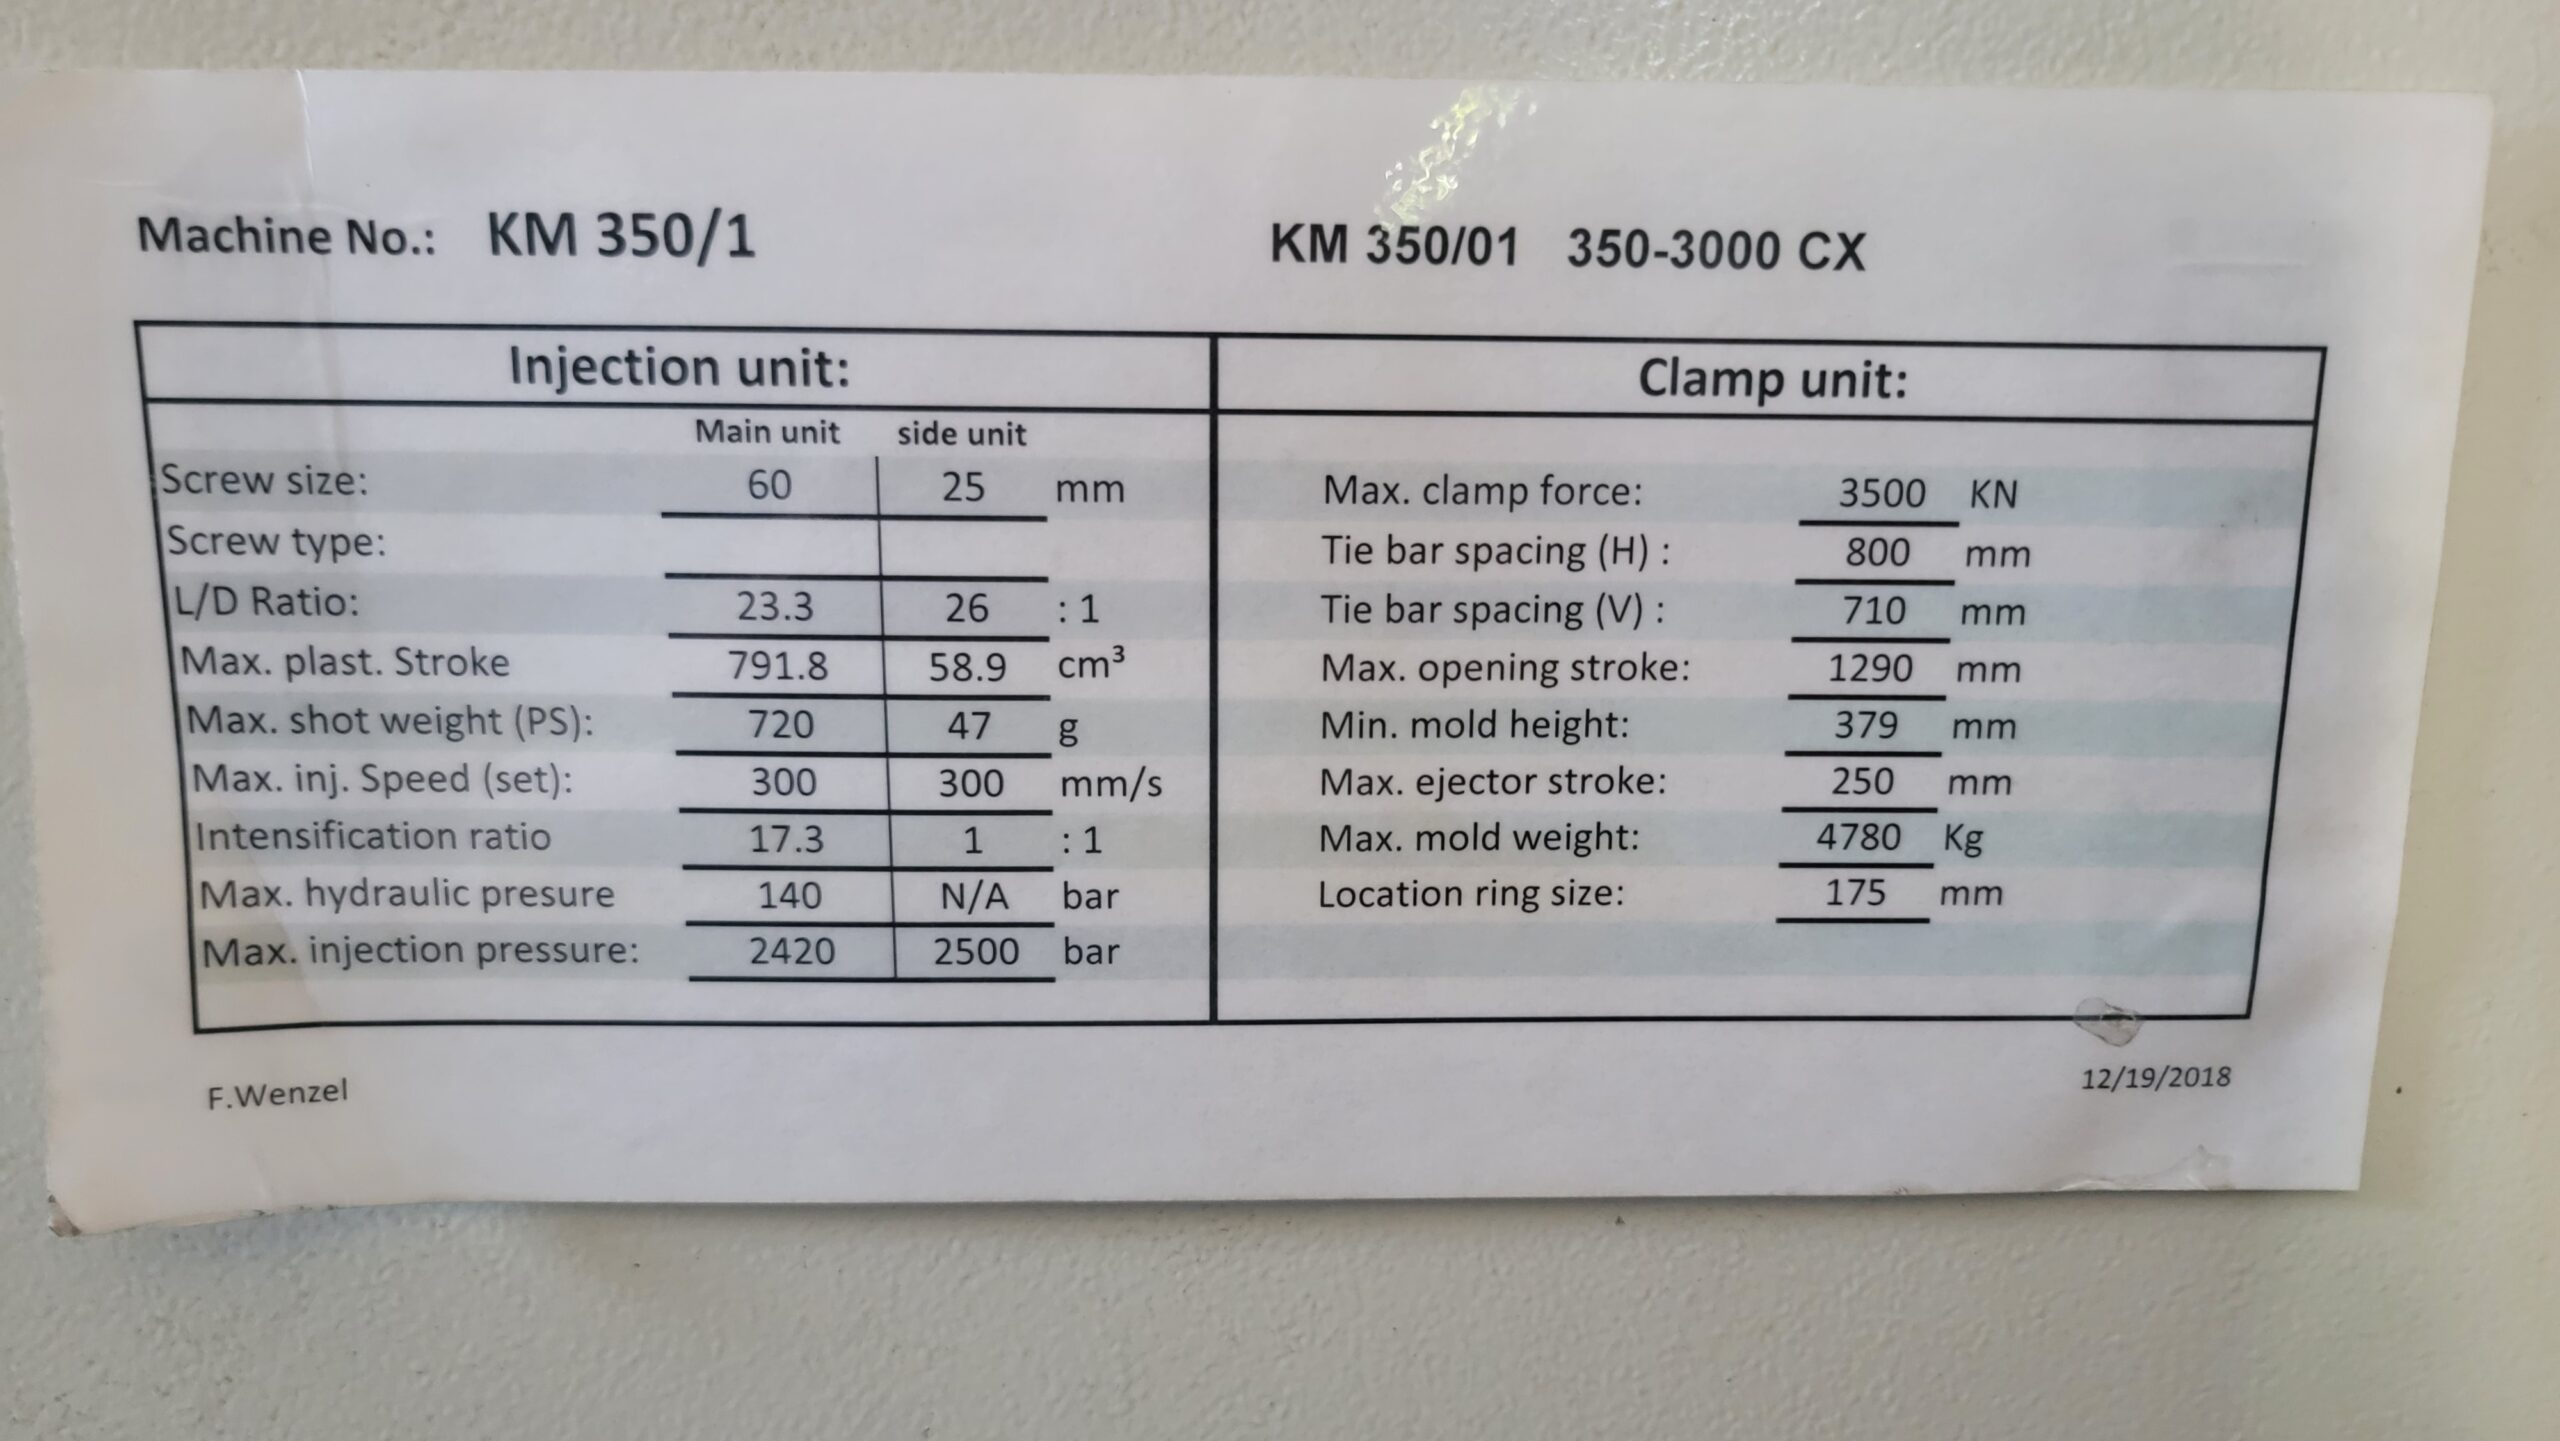 Machine No.: KM 350/1 KM 350/01 350-3000 CX
Injection unit: Clamp unit:
Main unit side unit
Screw size: 60 25 mm Max. clamp force: 3500 KN
Screw type: Tie bar spacing (H) : 800 mm
L/D Ratio: 23.3 26 : 1 Tie bar spacing (V) : 710 mm
Max. plast. Stroke 791.8 58.9 cm³ Max. opening stroke: 1290 mm
Max. shot weight (PS): 720 47 g Min. mold height: 379 mm
Max. inj. Speed (set): 300 300 mm/s Max. ejector stroke: 250 mm
Intensification ratio 17.3 1 : 1 Max. mold weight: 4780 Kg
Max. hydraulic presure 140 N/A bar Location ring size: 175 mm
Max. injection pressure: 2420 2500 bar
F.Wenzel 12/19/2018